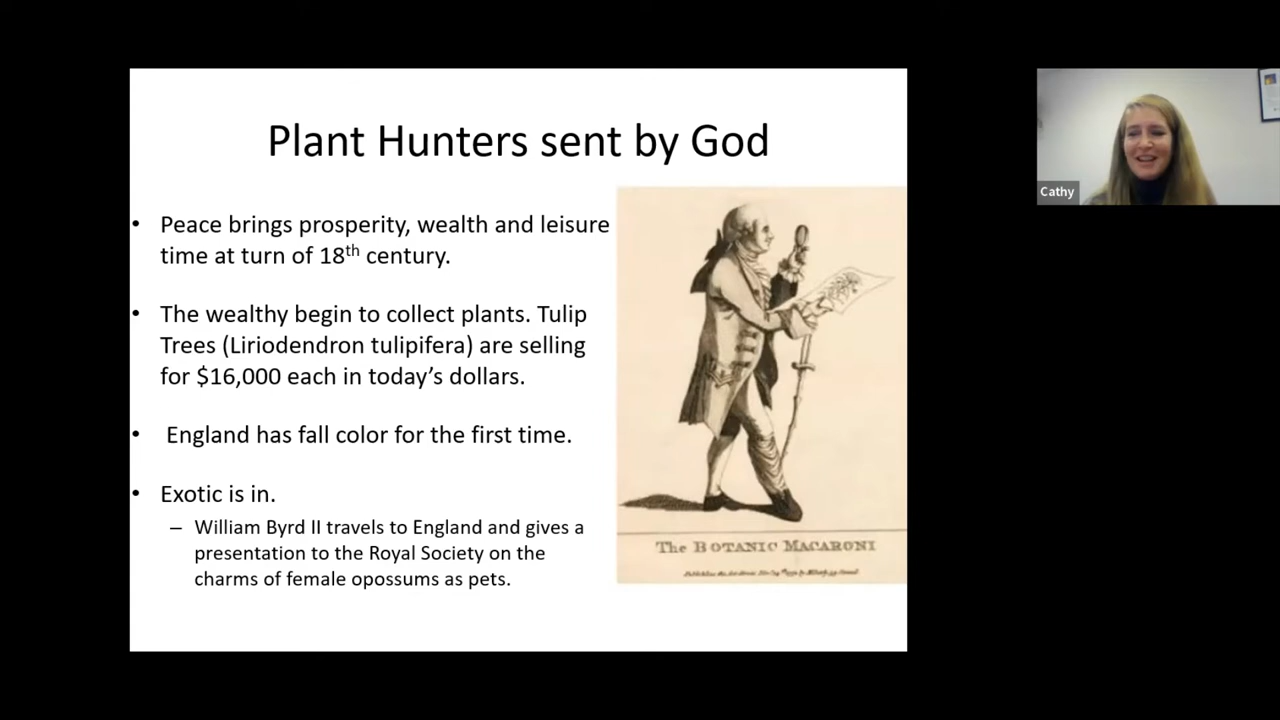 Plant Hunters sent by God
• Peace brings prosperity, wealth and leisure
time at turn of 18th century.
• The wealthy begin to collect plants. Tulip
Trees (Liriodendron tulipifera) are selling
for $16,000 each in today’s dollars.
• England has fall color for the first time.
• Exotic is in.
– William Byrd II travels to England and gives a
presentation to the Royal Society on the
charms of female opossums as pets.
The BOTANIC MACARONI
Cathy